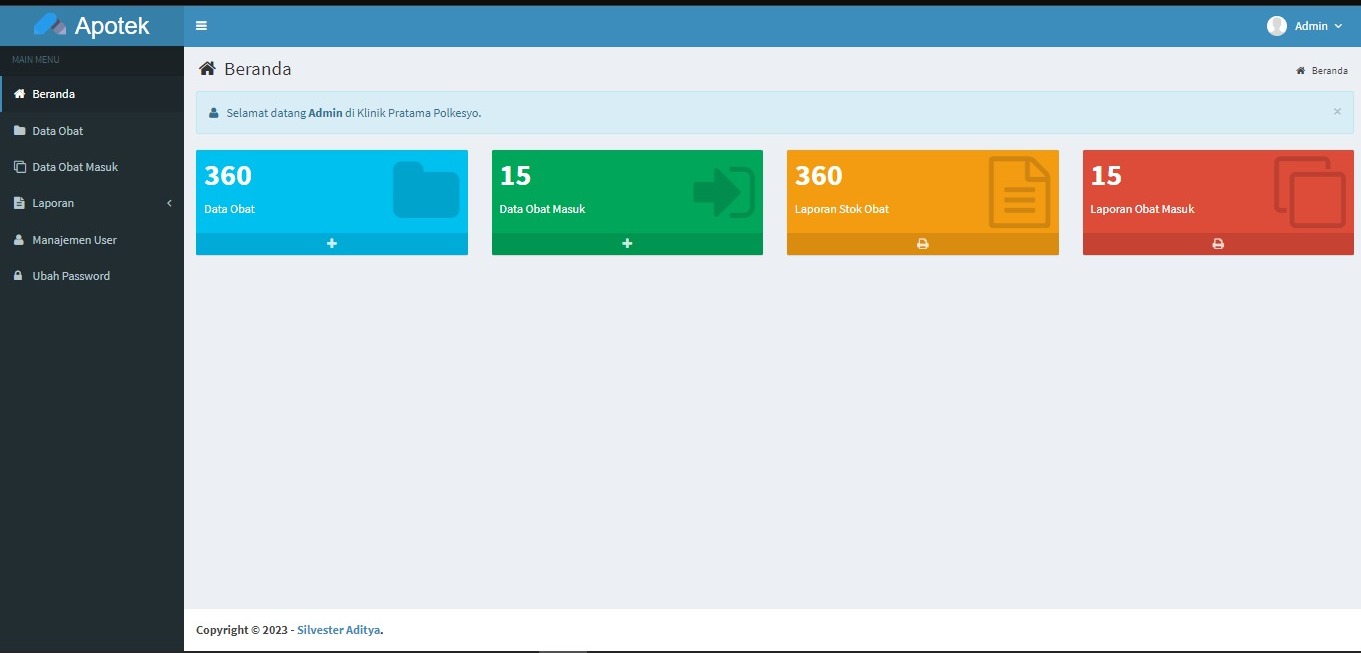 Apotek
Admin
MAIN MENU
Beranda
Data Obat
Data Obat Masuk
Laporan
Manajemen User
Ubah Password
Beranda
Beranda
Selamat datang Admin di Klinik Pratama Polkesyo.
×
360
Data Obat
15
Data Obat Masuk
360
Laporan Stok Obat
15
Laporan Obat Masuk
Copyright © 2023 - Silvester Aditya.